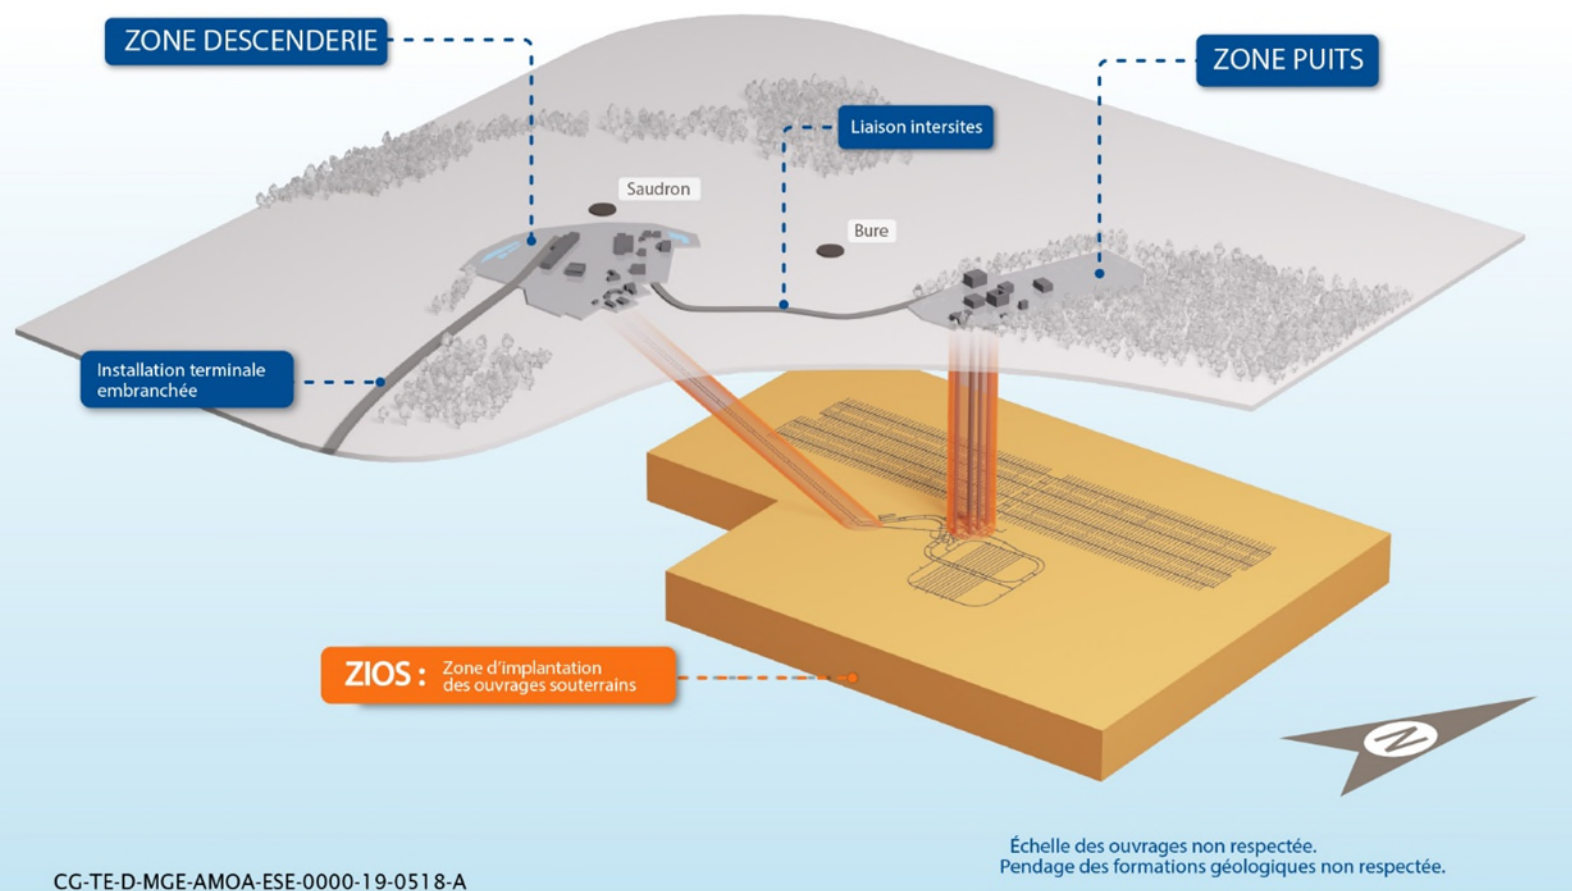 ZONE DESCENDERIE
ZONE PUITS
Liaison intersites
Saudron
Bure
Installation terminale
embranchée
ZIOS : Zone d'implantation
des ouvrages souterrains
N
Échelle des ouvrages non respectée.
Pendage des formations géologiques non respectée.
CG-TE-D-MGE-AMOA-ESE-0000-19-0518-A